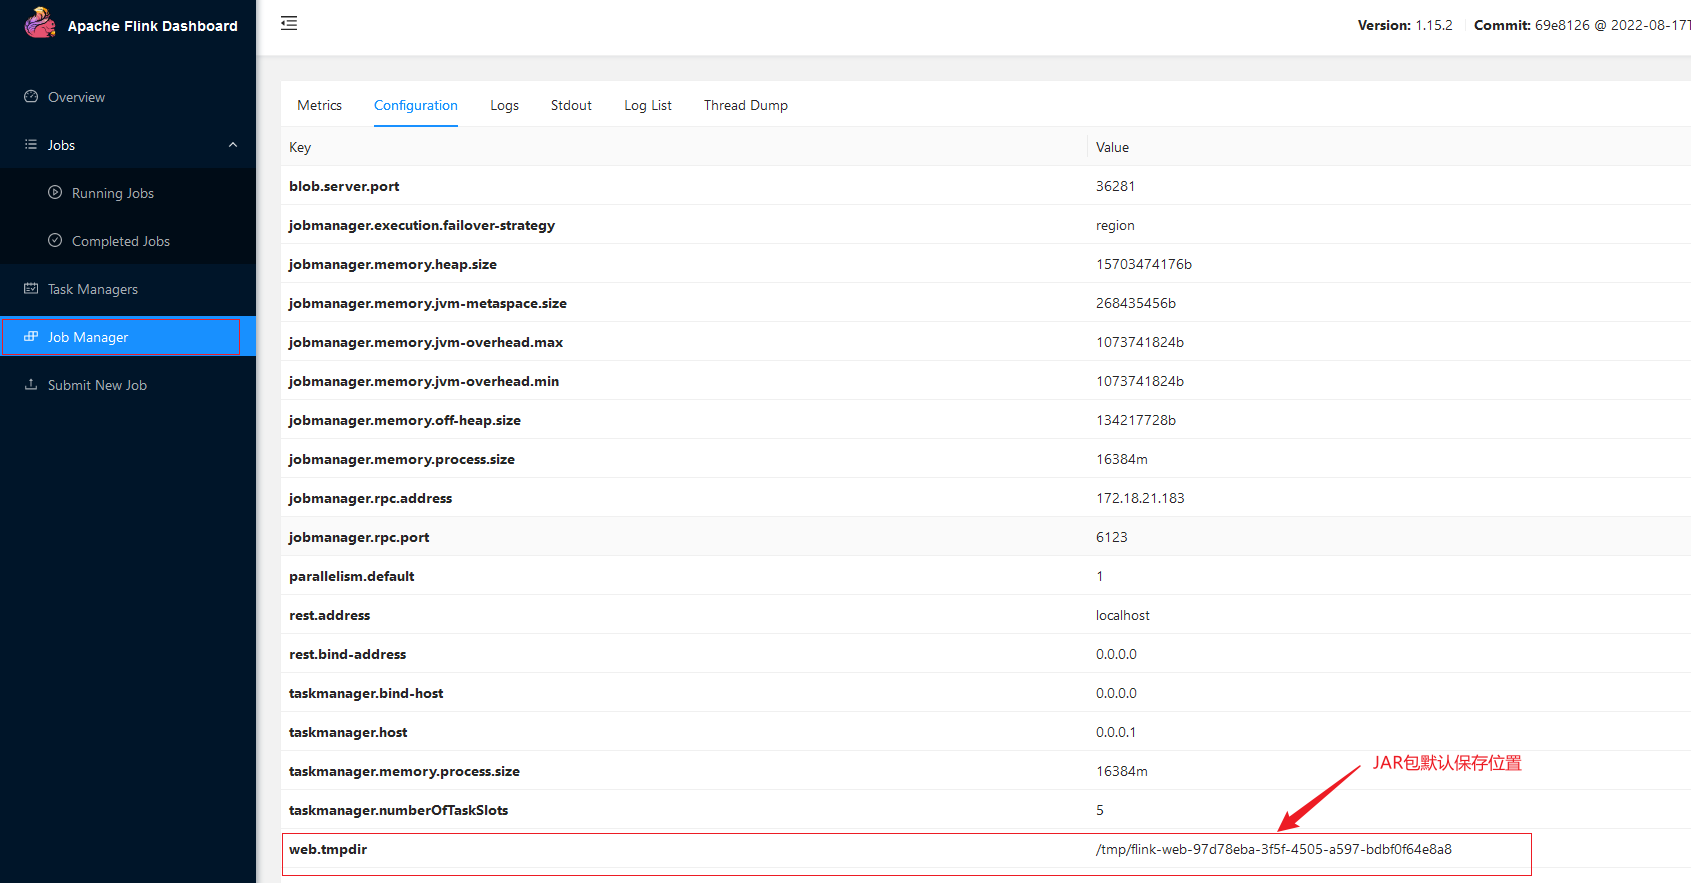 Apache Flink Dashboard
Version: 1.15.2 Commit: 69e8126 @ 2022-08-17T
Overview
Jobs
Running Jobs
Completed Jobs
Task Managers
Job Manager
Submit New Job
Metrics Configuration Logs Stdout Log List Thread Dump
Key Value
blob.server.port 36281
jobmanager.execution.failover-strategy region
jobmanager.memory.heap.size 15703474176b
jobmanager.memory.jvm-metaspace.size 268435456b
jobmanager.memory.jvm-overhead.max 1073741824b
jobmanager.memory.jvm-overhead.min 1073741824b
jobmanager.memory.off-heap.size 134217728b
jobmanager.memory.process.size 16384m
jobmanager.rpc.address 172.18.21.183
jobmanager.rpc.port 6123
parallelism.default 1
rest.address localhost
rest.bind-address 0.0.0.0
taskmanager.bind-host 0.0.0.0
taskmanager.host 0.0.0.1
JAR包默认保存位置
taskmanager.memory.process.size 16384m
taskmanager.numberOfTaskSlots 5
web.tmpdir /tmp/flink-web-97d78eba-3f5f-4505-a597-bdbf0f64e8a8